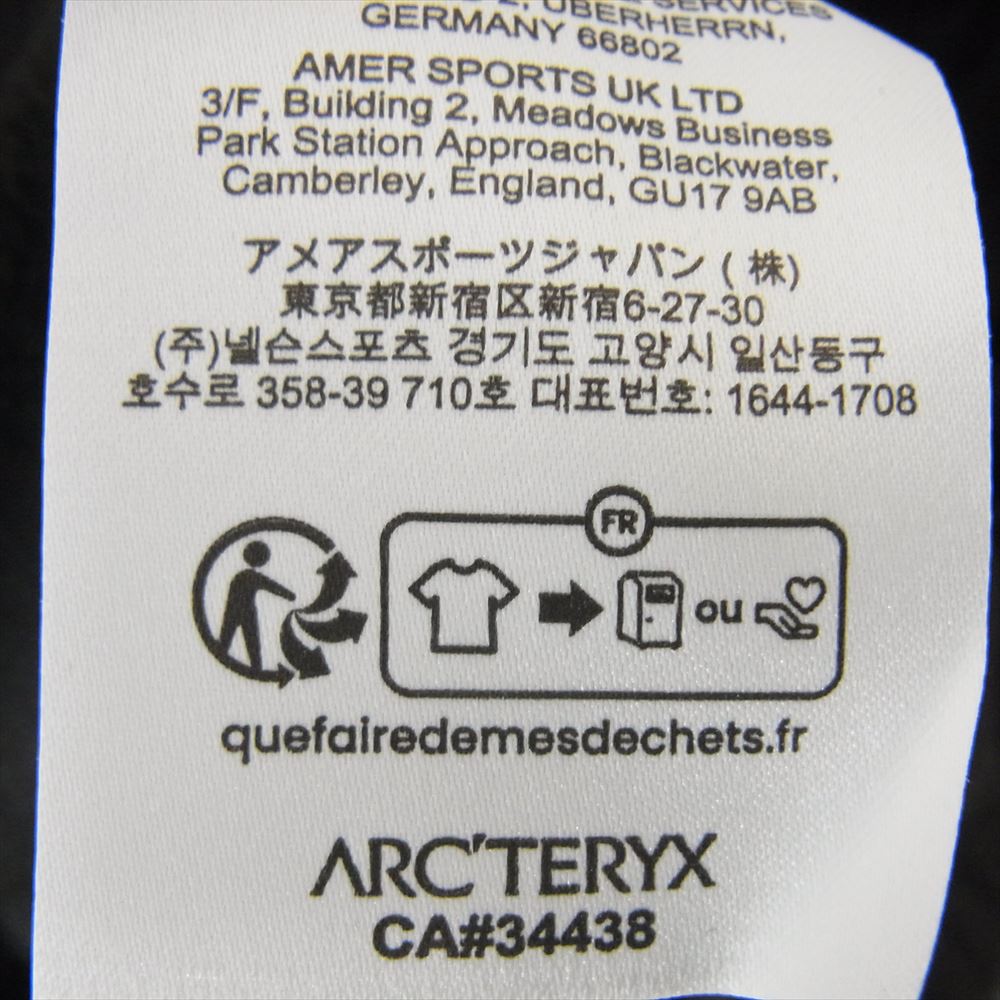 SERVICES
2, ÜBERHERRN,
GERMANY 66802
AMER SPORTS UK LTD
3/F, Building 2, Meadows Business
Park Station Approach, Blackwater,
Camberley, England, GU17 9AB
アメアスポーツジャパン (株)
東京都新宿区新宿6-27-30
(주)넬슨스포츠 경기도 고양시 일산동구
호수로 358-39 710호 대표번호: 1644-1708
FR
ou
quefairedemesdechets.fr
ARC'TERYX
CA#34438